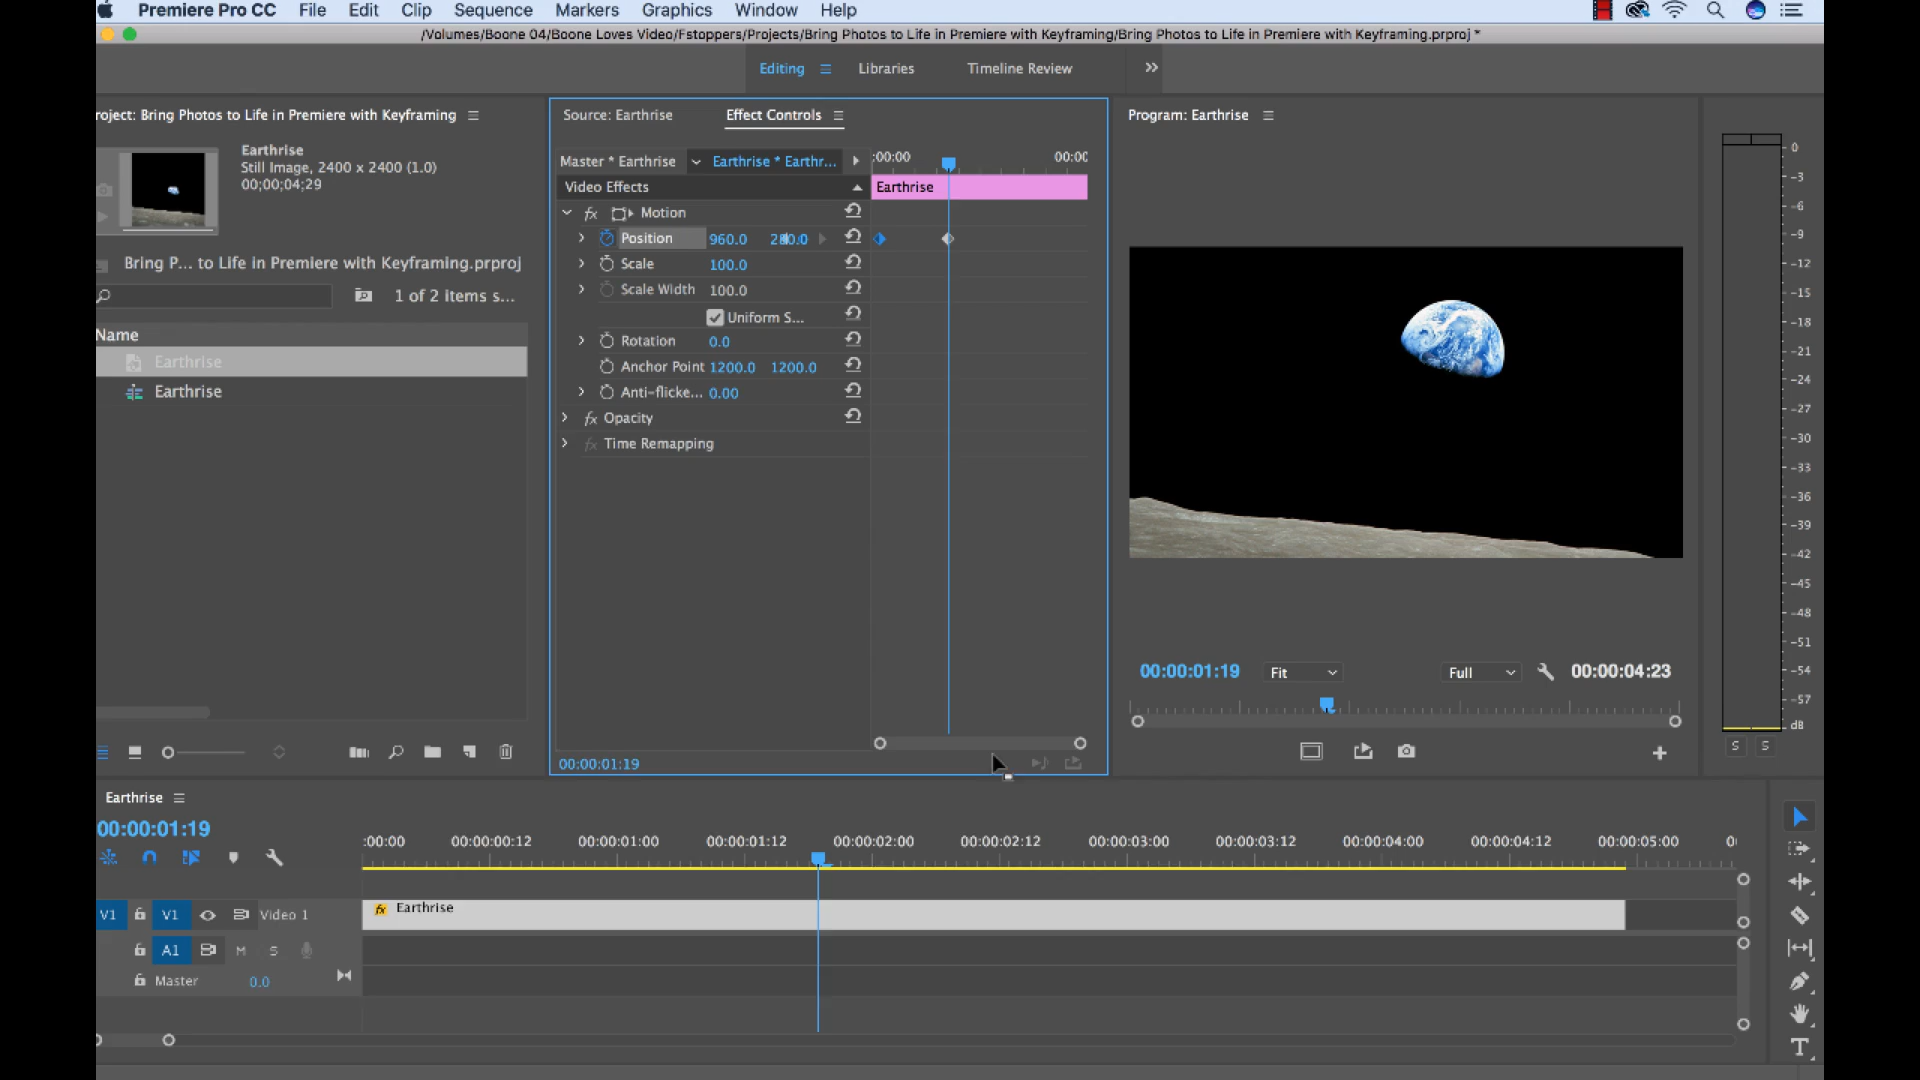 Premiere Pro CC File Edit Clip Sequence Markers Graphics Window Help
/Volumes/Boone 04/Boone Loves Video/Fstoppers/Projects/Bring Photos to Life in Premiere with Keyframing/Bring Photos to Life in Premiere with Keyframing.prproj *
Editing Libraries Timeline Review
roject: Bring Photos to Life in Premiere with Keyframing
Earthrise
Still Image, 2400 x 2400 (1.0)
00;00;04;29
Bring P... to Life in Premiere with Keyframing.prproj
1 of 2 Items s...
Name
Earthrise
Earthrise
Source: Earthrise Effect Controls
Master * Earthrise Earthrise * Earthr... :00:00 00:00
Video Effects Earthrise
fx Motion
Position 960.0
Scale 100.0
Scale Width 100.0
Uniform S...
Rotation 0.0
Anchor Point 1200.0 1200.0
Anti-flicke... 0.00
fx Opacity
fx Time Remapping
00:00:01:19
Program: Earthrise
00:00:01:19 Fit Full 00:00:04:23
0
-3
-6
-9
-12
-15
-18
-21
-24
-27
-30
-33
-36
-39
-42
-45
-48
-51
-54
-57
dB
S S
Earthrise
00:00:01:19
:00:00 00:00:00:12 00:00:01:00 00:00:01:12 00:00:02:00 00:00:02:12 00:00:03:00 00:00:03:12 00:00:04:00 00:00:04:12 00:00:05:00 0
V1 V1 Video 1 fx Earthrise
A1 M S
Master 0.0
T